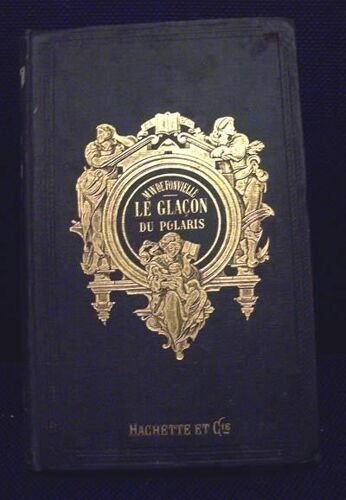 M W DE FONVIELLE
LE GLAÇON
DU POLARIS
HACHETTE ET Cie